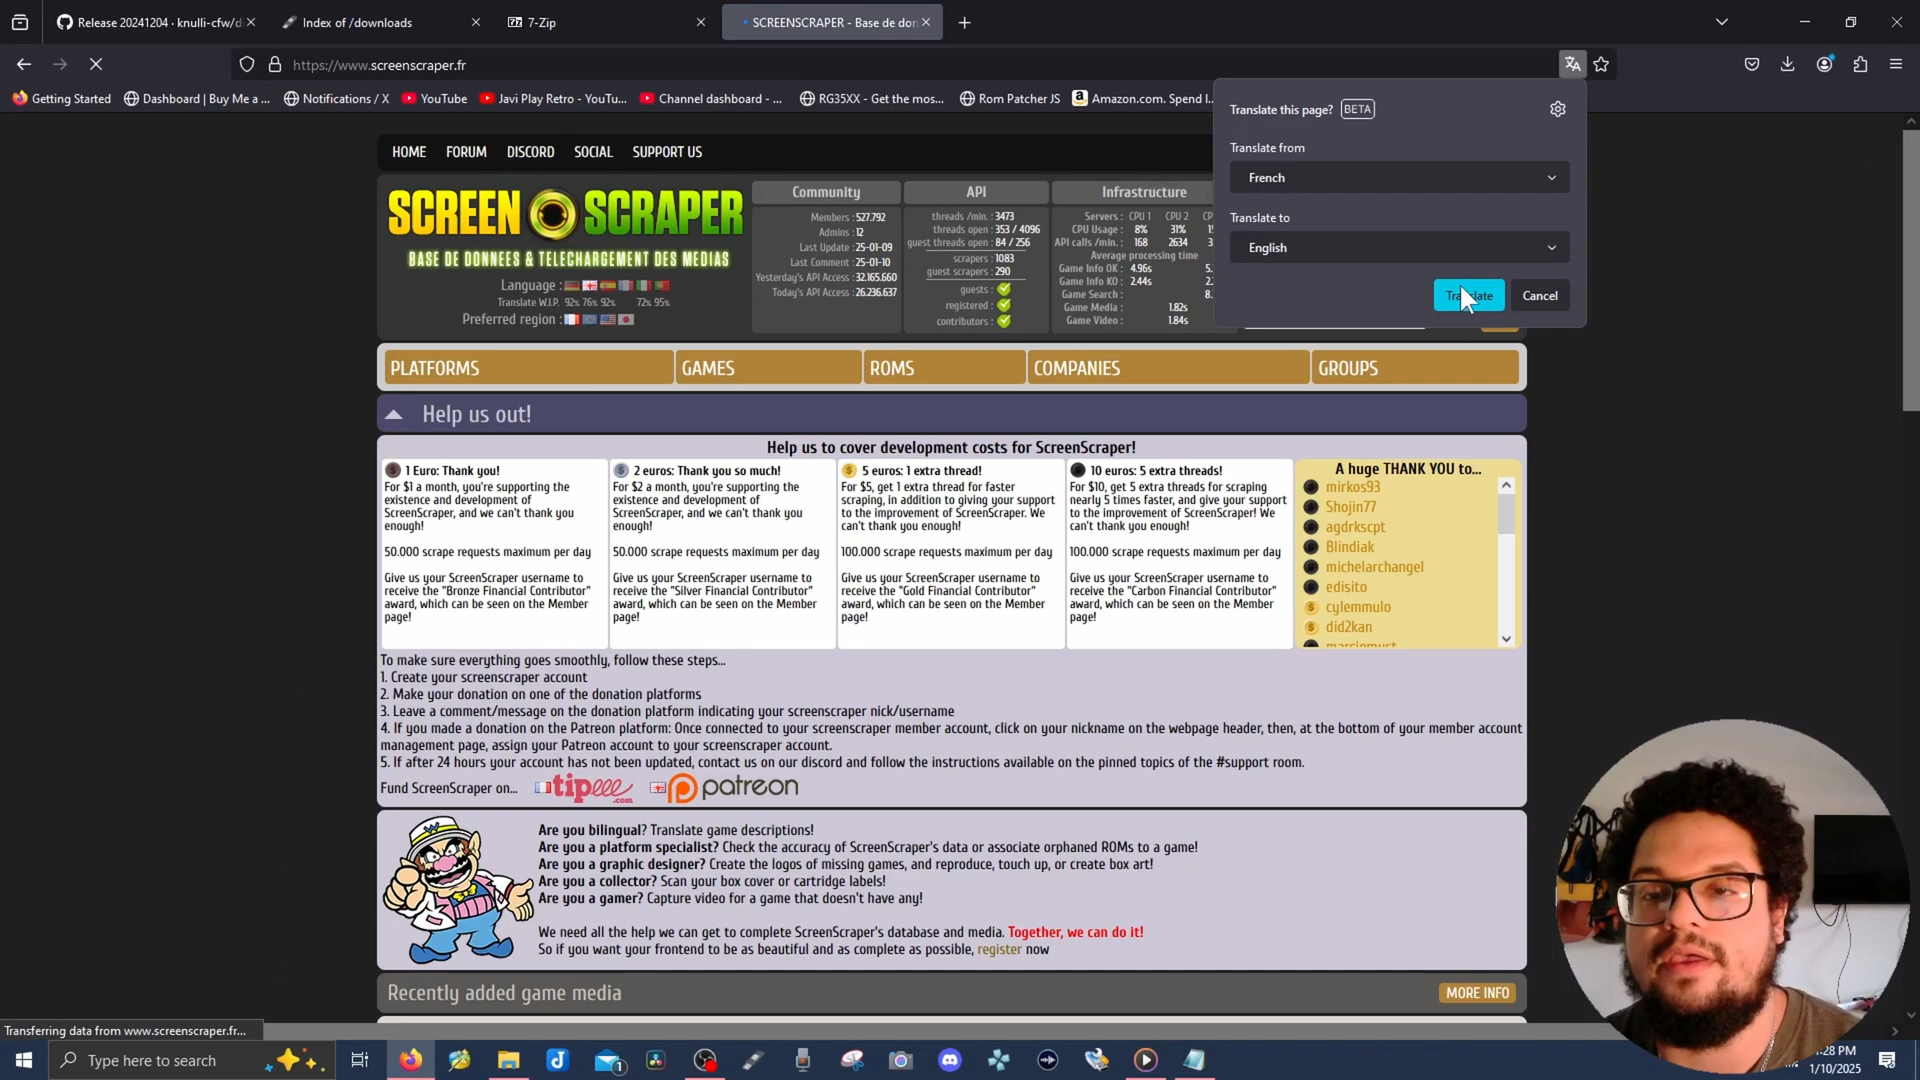 Release 20241204 · knulli-cfw/di
Index of /downloads
7-Zip
SCREENSCRAPER - Base de don
https://www.screenscraper.fr
Getting Started
Dashboard | Buy Me a ...
Notifications / X
YouTube
Javi Play Retro - YouTu...
Channel dashboard - ...
RG35XX - Get the mos...
Rom Patcher JS
Amazon.com. Spend l...
Translate this page? BETA
Translate from
French
Translate to
English
Translate
Cancel
HOME FORUM DISCORD SOCIAL SUPPORT US
SCREEN SCRAPER
BASE DE DONNEES & TELECHARGEMENT DES MEDIAS
Language :
Translate W.I.P. 92% 76% 92% 72% 95%
Preferred region :
Community
Members : 527.792
Admins : 12
Last Update : 25-01-09
Last Comment : 25-01-10
Yesterday's API Access : 32.165.660
Today's API Access : 26.236.637
API
threads /min. : 3473
threads open : 353 / 4096
guest threads open : 84 / 256
scrapers : 1083
guest scrapers : 290
guests :
registered :
contributors :
Infrastructure
Servers : CPU 1 CPU 2 CP
CPU Usage : 8% 31%
API calls /min. : 168 2634
Average processing time
Game Info OK : 4.96s 5.
Game Info KO : 2.44s
Game Search : 8.
Game Media : 1.82s
Game Video : 1.84s
PLATFORMS
GAMES
ROMS
COMPANIES
GROUPS
Help us out!
Help us to cover development costs for ScreenScraper!
1 Euro: Thank you!
For $1 a month, you're supporting the
existence and development of
ScreenScraper, and we can't thank you
enough!
50.000 scrape requests maximum per day
Give us your ScreenScraper username to
receive the "Bronze Financial Contributor"
award, which can be seen on the Member
page!
2 euros: Thank you so much!
For $2 a month, you're supporting the
existence and development of
ScreenScraper, and we can't thank you
enough!
50.000 scrape requests maximum per day
Give us your ScreenScraper username to
receive the "Silver Financial Contributor"
award, which can be seen on the Member
page!
5 euros: 1 extra thread!
For $5, get 1 extra thread for faster
scraping, in addition to giving your support
to the improvement of ScreenScraper. We
can't thank you enough!
100.000 scrape requests maximum per day
Give us your ScreenScraper username to
receive the "Gold Financial Contributor"
award, which can be seen on the Member
page!
10 euros: 5 extra threads!
For $10, get 5 extra threads for scraping
nearly 5 times faster, and give your support
to the improvement of ScreenScraper! We
can't thank you enough!
100.000 scrape requests maximum per day
Give us your ScreenScraper username to
receive the "Carbon Financial Contributor"
award, which can be seen on the Member
page!
A huge THANK YOU to...
mirkos93
Shojin77
agdrkscpt
Blindiak
michelarchangel
edisito
cylemmulo
did2kan
To make sure everything goes smoothly, follow these steps...
1. Create your screenscraper account
2. Make your donation on one of the donation platforms
3. Leave a comment/message on the donation platform indicating your screenscraper nick/username
4. If you made a donation on the Patreon platform: Once connected to your screenscraper member account, click on your nickname on the webpage header, then, at the bottom of your member account
management page, assign your Patreon account to your screenscraper account.
5. If after 24 hours your account has not been updated, contact us on our discord and follow the instructions available on the pinned topics of the #support room.
Fund ScreenScraper on... tipeee.com patreon
Are you bilingual? Translate game descriptions!
Are you a platform specialist? Check the accuracy of ScreenScraper's data or associate orphaned ROMs to a game!
Are you a graphic designer? Create the logos of missing games, and reproduce, touch up, or create box art!
Are you a collector? Scan your box cover or cartridge labels!
Are you a gamer? Capture video for a game that doesn't have any!
We need all the help we can get to complete ScreenScraper's database and media. Together, we can do it!
So if you want your frontend to be as beautiful and as complete as possible, register now
Recently added game media
MORE INFO
Transferring data from www.screenscraper.fr...
Type here to search
1
:28 PM
1/10/2025